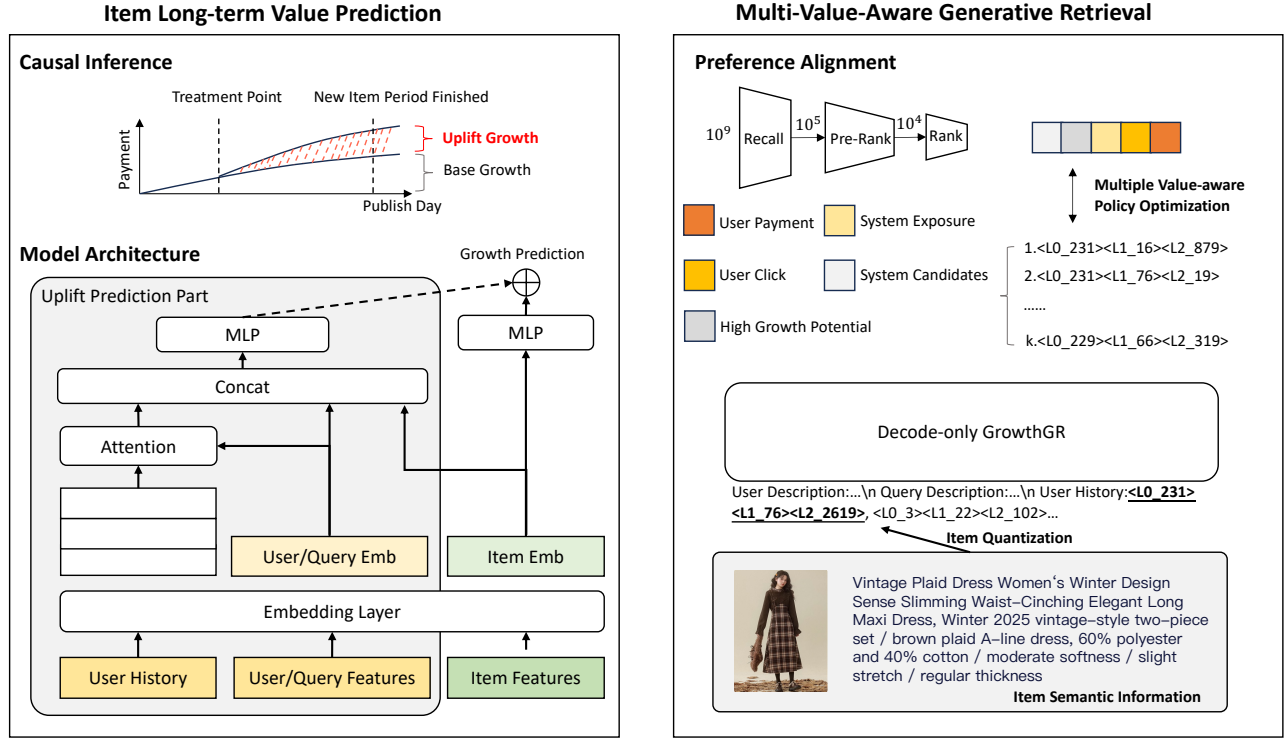 Item Long-term Value Prediction
Causal Inference
Treatment Point
New Item Period Finished
Payment
Uplift Growth
Base Growth
Publish Day
Model Architecture
Growth Prediction
Uplift Prediction Part
MLP
MLP
Concat
Attention
User/Query Emb
Item Emb
Embedding Layer
User History
User/Query Features
Item Features
Multi-Value-Aware Generative Retrieval
Preference Alignment
10^9
Recall
10^5
Pre-Rank
10^4
Rank
Multiple Value-aware
Policy Optimization
User Payment
System Exposure
User Click
System Candidates
High Growth Potential
1.<L0_231><L1_16><L2_879>
2.<L0_231><L1_76><L2_19>
......
k.<L0_229><L1_66><L2_319>
Decode-only GrowthGR
User Description:...\n Query Description:...\n User History:<L0_231>
<L1_76><L2_2619>, <L0_3><L1_22><L2_102>...
Item Quantization
Vintage Plaid Dress Women‘s Winter Design
Sense Slimming Waist–Cinching Elegant Long
Maxi Dress, Winter 2025 vintage–style two–piece
set / brown plaid A–line dress, 60% polyester
and 40% cotton / moderate softness / slight
stretch / regular thickness
Item Semantic Information